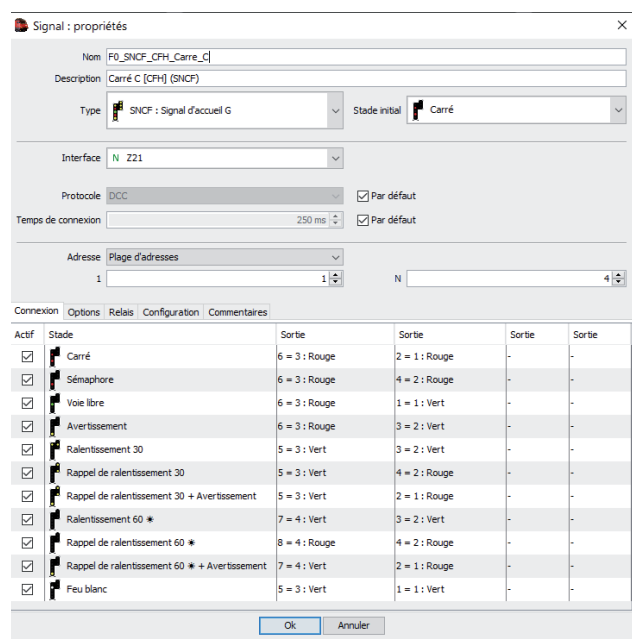 Signal : propriétés
Nom F0_SNCF_CFH_Carre_C
Description Carré C [CFH] (SNCF)
Type SNCF : Signal d'accueil G Stade initial Carré
Interface N Z21
Protocole DCC Par défaut
Temps de connexion 250 ms Par défaut
Adresse Plage d'adresses
1 1 N 4
Connexion Options Relais Configuration Commentaires
Actif Stade Sortie Sortie Sortie Sortie
Carré 6 = 3 : Rouge 2 = 1 : Rouge - -
Sémaphore 6 = 3 : Rouge 4 = 2 : Rouge - -
Voie libre 6 = 3 : Rouge 1 = 1 : Vert - -
Avertissement 6 = 3 : Rouge 3 = 2 : Vert - -
Ralentissement 30 5 = 3 : Vert 3 = 2 : Vert - -
Rappel de ralentissement 30 5 = 3 : Vert 4 = 2 : Rouge - -
Rappel de ralentissement 30 + Avertissement 5 = 3 : Vert 2 = 1 : Rouge - -
Ralentissement 60 ☀ 7 = 4 : Vert 3 = 2 : Vert - -
Rappel de ralentissement 60 ☀ 8 = 4 : Rouge 4 = 2 : Rouge - -
Rappel de ralentissement 60 ☀ + Avertissement 7 = 4 : Vert 2 = 1 : Rouge - -
Feu blanc 5 = 3 : Vert 1 = 1 : Vert - -
Ok Annuler